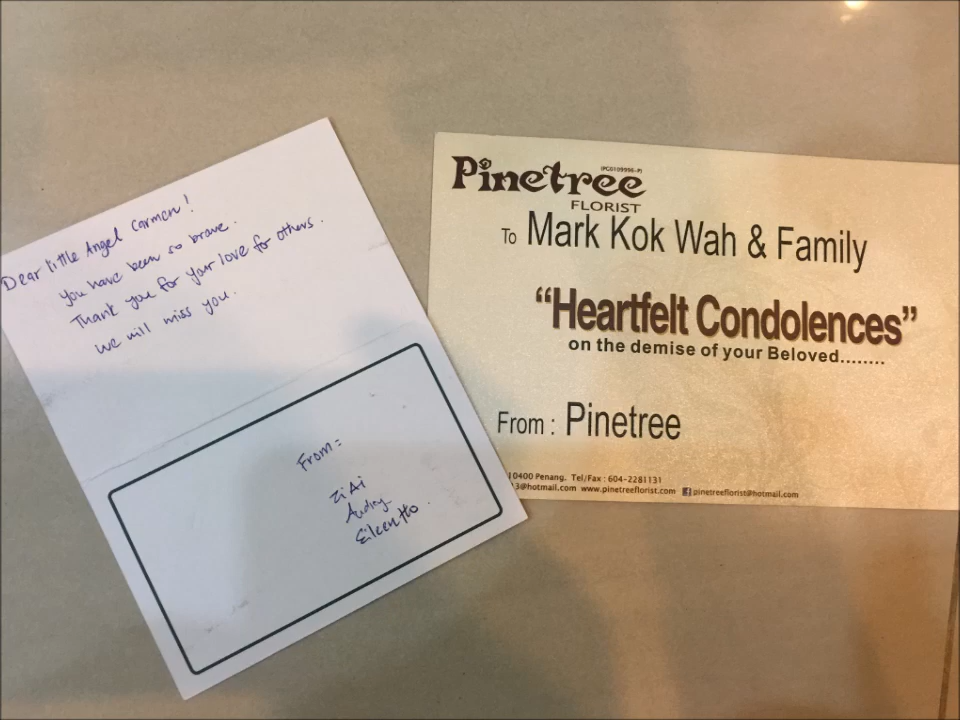 Dear little Angel Carmen!
You have been so brave.
Thank you for your love for others.
We will miss you.
From:
Zi Ai
Audrey
Eileen Ho.
Pinetree
(PG0109996-P)
FLORIST
To Mark Kok Wah & Family
“Heartfelt Condolences”
on the demise of your Beloved........
From : Pinetree
10400 Penang. Tel/Fax : 604-2281131
3@hotmail.com www.pinetreeflorist.com pinetreeflorist@hotmail.com